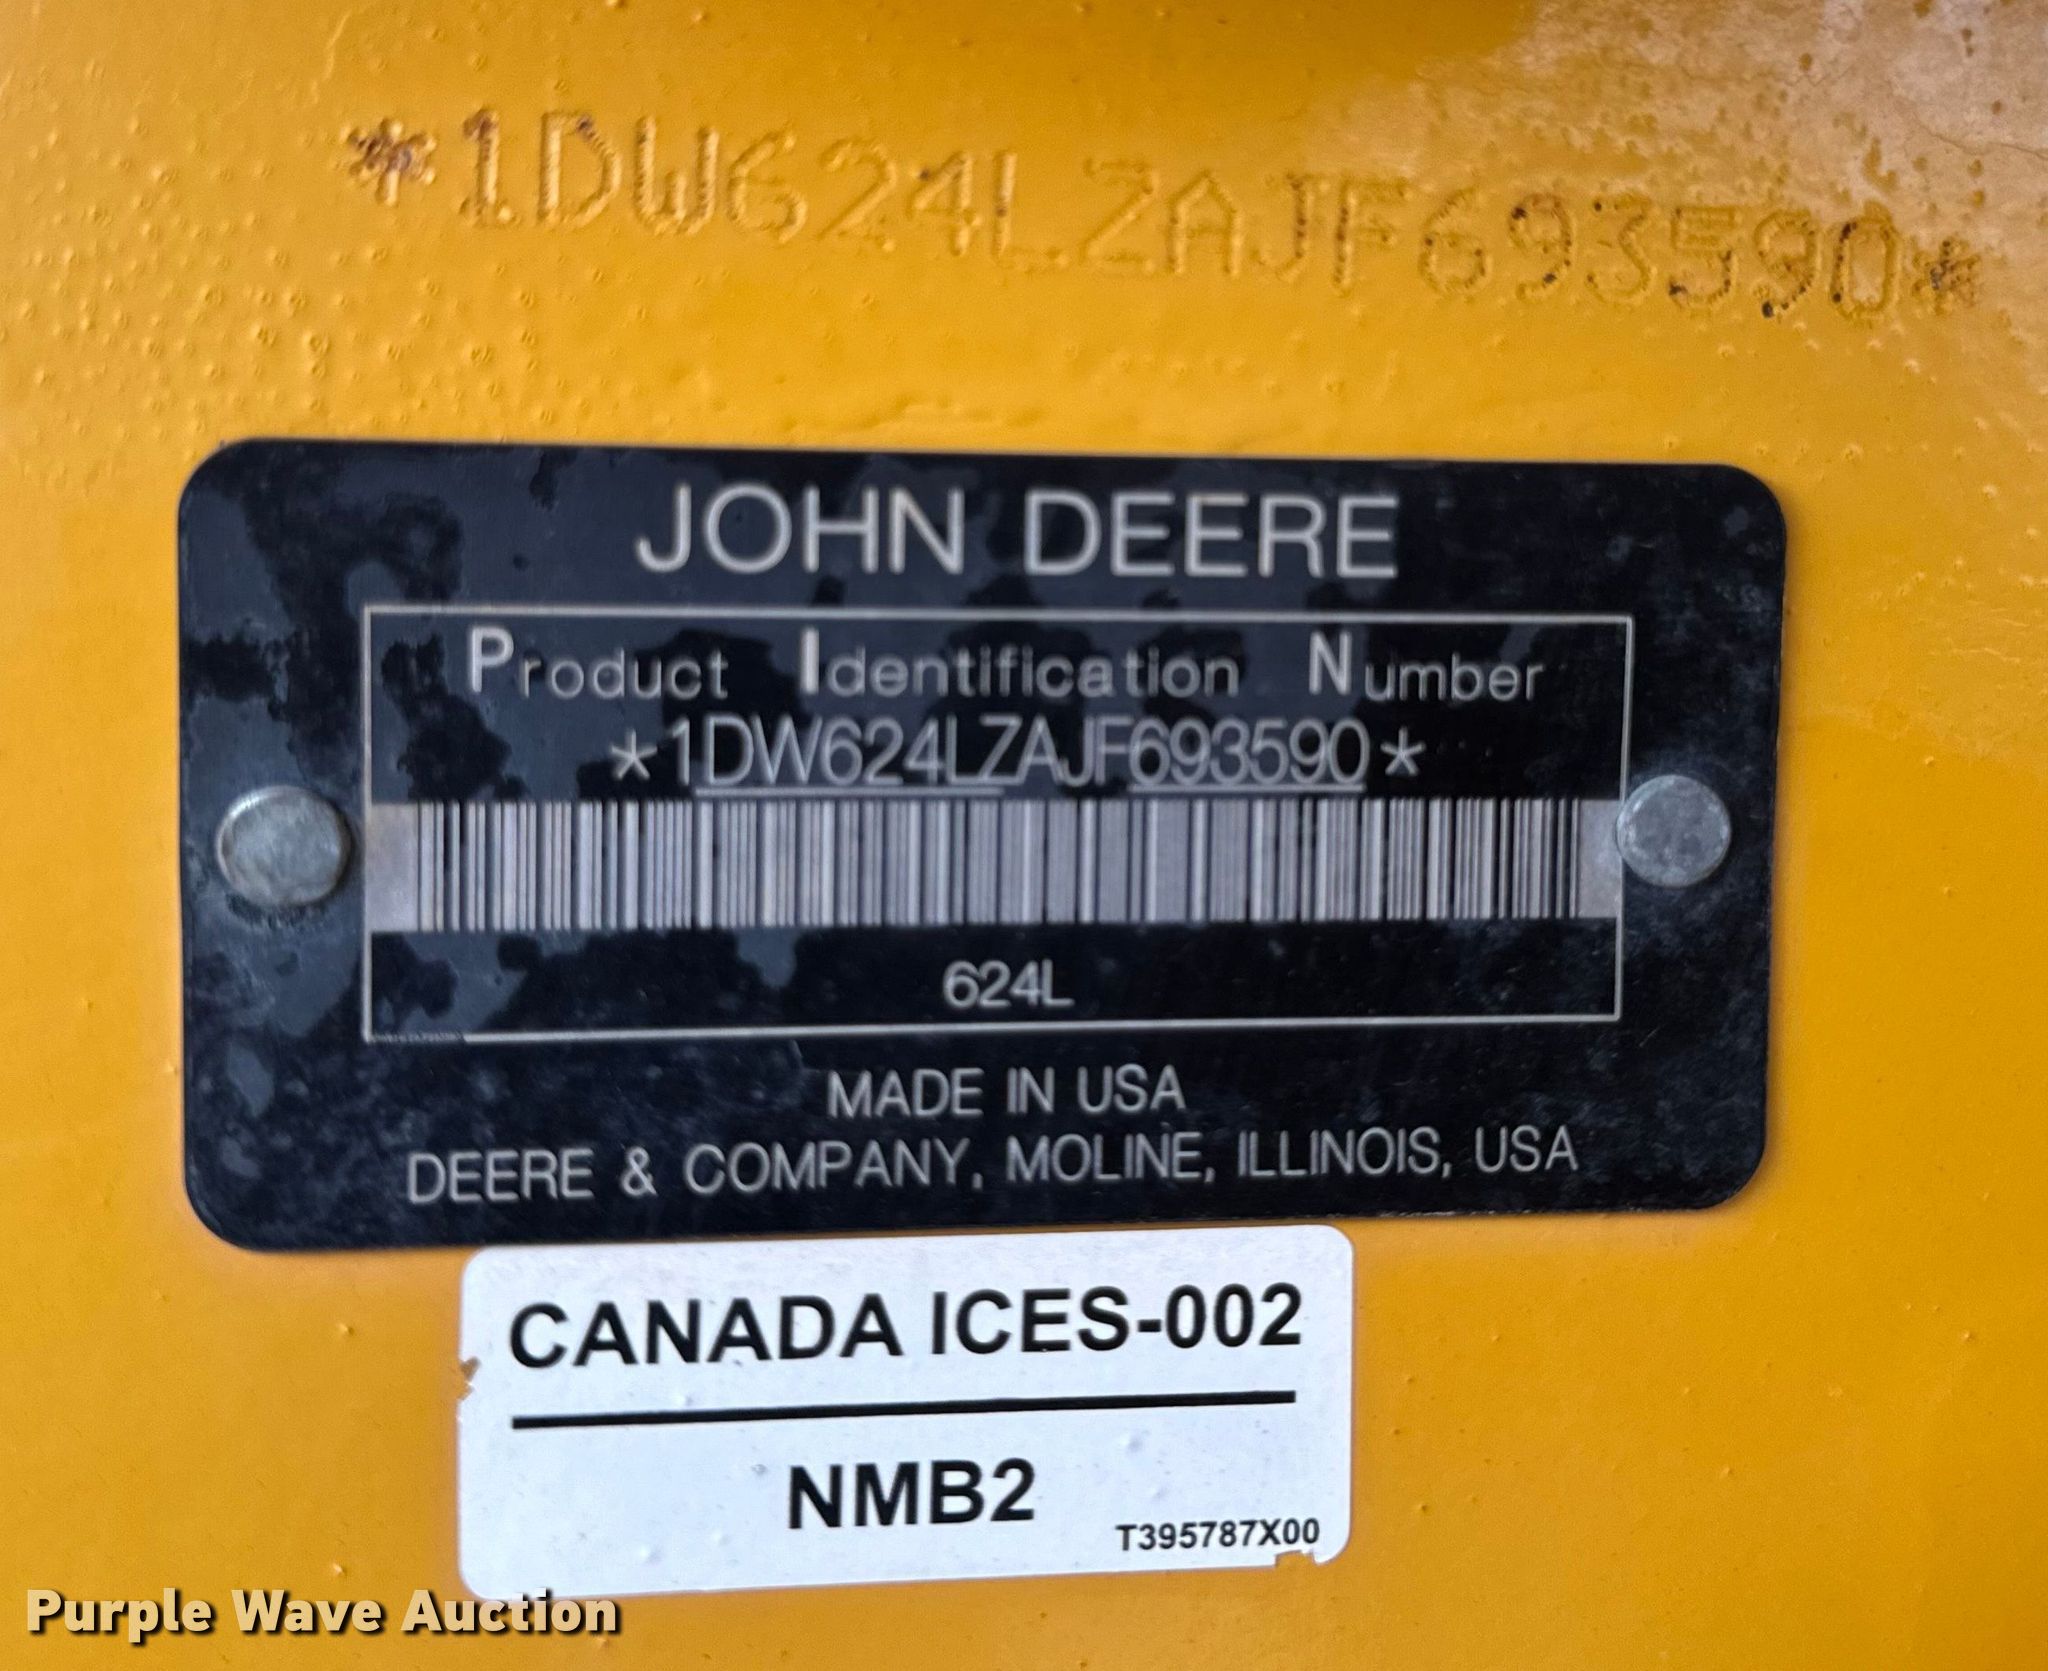 *1DW624LZAJF693590*
JOHN DEERE
Product Identification Number
*1DW624LZAJF693590*
624L
MADE IN USA
DEERE & COMPANY, MOLINE, ILLINOIS, USA
CANADA ICES-002
NMB2
T395787X00
Purple Wave Auction